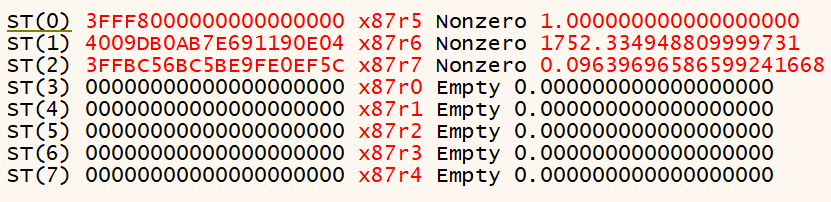 ST(0) 3FFF8000000000000000 x87r5 Nonzero 1.000000000000000000
ST(1) 4009DB0AB7E691190E04 x87r6 Nonzero 1752.334948809999731
ST(2) 3FFBC56BC5BE9FE0EF5C x87r7 Nonzero 0.09639696586599241668
ST(3) 00000000000000000000 x87r0 Empty 0.000000000000000000
ST(4) 00000000000000000000 x87r1 Empty 0.000000000000000000
ST(5) 00000000000000000000 x87r2 Empty 0.000000000000000000
ST(6) 00000000000000000000 x87r3 Empty 0.000000000000000000
ST(7) 00000000000000000000 x87r4 Empty 0.000000000000000000